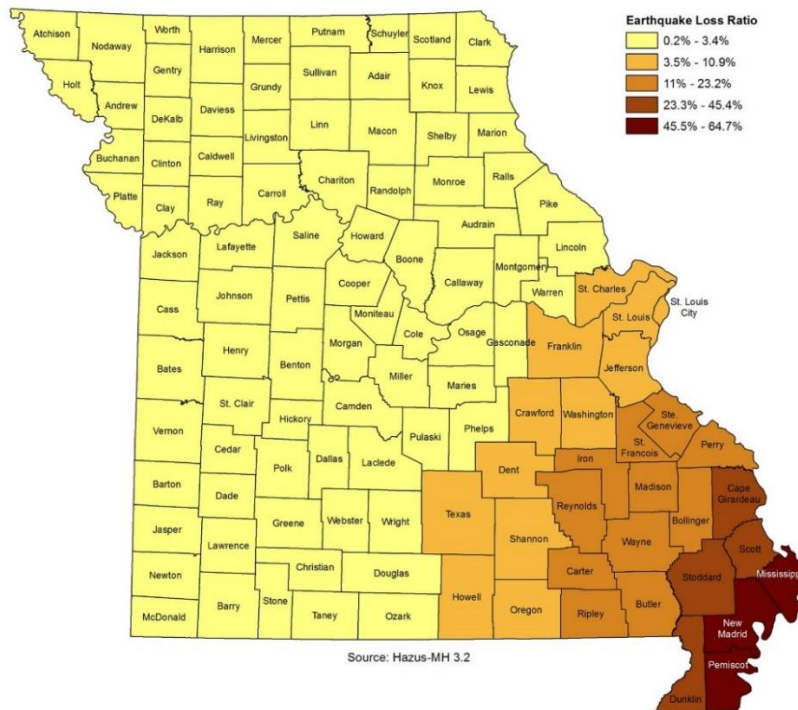 Earthquake Loss Ratio
0.2% - 3.4%
3.5% - 10.9%
11% - 23.2%
23.3% - 45.4%
45.5% - 64.7%
Atchison
Nodaway
Worth
Harrison
Mercer
Putnam
Schuyler
Scotland
Clark
Holt
Gentry
Sullivan
Adair
Knox
Lewis
Andrew
DeKalb
Daviess
Grundy
Linn
Macon
Shelby
Marion
Livingston
Buchanan
Clinton
Caldwell
Chariton
Randolph
Monroe
Ralls
Pike
Platte
Clay
Ray
Carroll
Audrain
Saline
Howard
Boone
Lincoln
Jackson
Lafayette
Cooper
Callaway
Montgomery
Warren
St. Charles
St. Louis
City
St. Louis
Cass
Johnson
Pettis
Moniteau
Cole
Osage
Gasconade
Franklin
Jefferson
Morgan
Bates
Henry
Benton
Miller
Maries
Camden
St. Clair
Hickory
Crawford
Washington
Ste.
Genevieve
Vernon
Pulaski
Phelps
St.
Francois
Perry
Cedar
Dallas
Laclede
Dent
Iron
Polk
Barton
Dade
Texas
Reynolds
Madison
Cape
Girardeau
Bollinger
Jasper
Greene
Webster
Wright
Shannon
Wayne
Scott
Lawrence
Christian
Douglas
Carter
Stoddard
Mississippi
Newton
McDonald
Barry
Stone
Taney
Ozark
Howell
Oregon
Ripley
Butler
New
Madrid
Pemiscot
Dunklin
Source: Hazus-MH 3.2